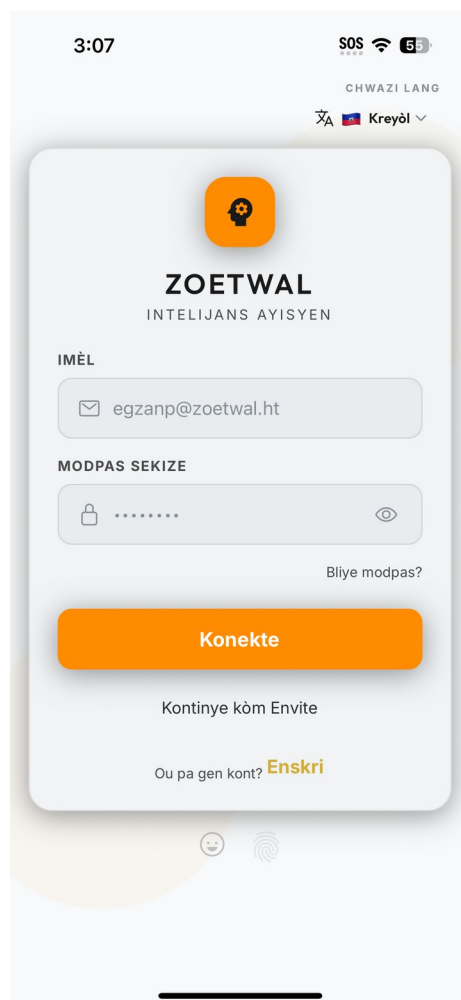 3:07
SOS 55
CHWAZI LANG
Kreyòl
ZOETWAL
INTELIJANS AYISYEN
IMÈL
egzanp@zoetwal.ht
MODPAS SEKIZE
Bliye modpas?
Konekte
Kontinye kòm Envite
Ou pa gen kont? Enskri